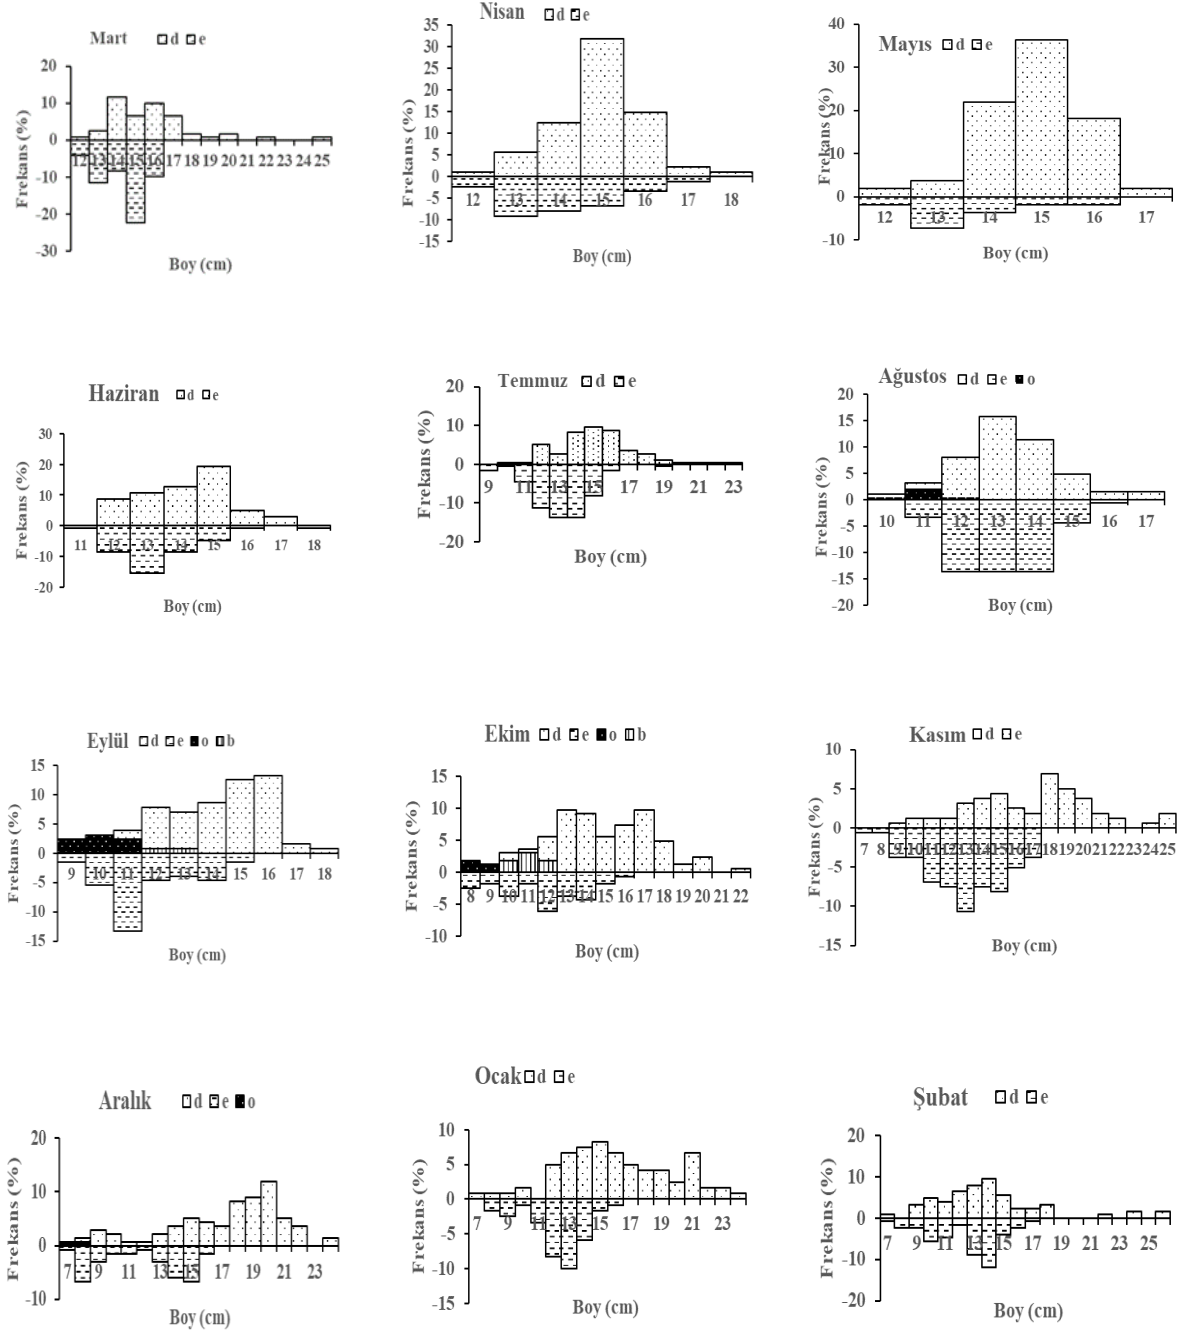 Mart d e
20
10
0
-10
-20
-30
12 13 14 15 16 17 18 19 20 21 22 23 24 25
Frekans (%)
Boy (cm)
Nisan d e
35
30
25
20
15
10
5
0
-5
-10
-15
12 13 14 15 16 17 18
Frekans (%)
Boy (cm)
Mayıs d e
40
30
20
10
0
-10
12 13 14 15 16 17
Frekans (%)
Boy (cm)
Haziran d e
30
20
10
0
-10
-20
11 12 13 14 15 16 17 18
Frekans (%)
Boy (cm)
Temmuz d e
20
10
0
-10
-20
9 11 13 15 17 19 21 23
Frekans (%)
Boy (cm)
Ağustos d e o
20
15
10
5
0
-5
-10
-15
-20
10 11 12 13 14 15 16 17
Frekans (%)
Boy (cm)
Eylül d e o b
15
10
5
0
-5
-10
-15
9 10 11 12 13 14 15 16 17 18
Frekans (%)
Boy (cm)
Ekim d e o b
15
10
5
0
-5
-10
8 9 10 11 12 13 14 15 16 17 18 19 20 21 22
Frekans (%)
Boy (cm)
Kasım d e
10
5
0
-5
-10
-15
7 8 9 10 11 12 13 14 15 16 17 18 19 20 21 22 23 24 25
Frekans (%)
Boy (cm)
Aralık d e o
20
10
0
-10
7 9 11 13 15 17 19 21 23
Frekans (%)
Boy (cm)
Ocak d e
10
5
0
-5
-10
-15
7 9 11 13 15 17 19 21 23
Frekans (%)
Boy (cm)
Şubat d e
20
10
0
-10
-20
7 9 11 13 15 17 19 21 23 25
Frekans (%)
Boy (cm)